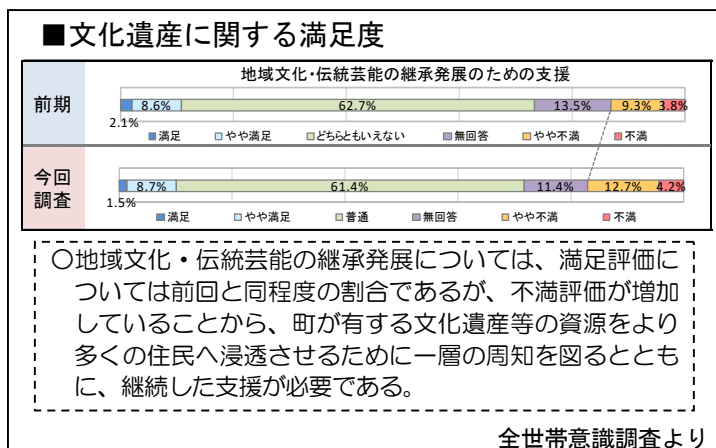 ■文化遺産に関する満足度
地域文化・伝統芸能の継承発展のための支援
前期
8.6% 62.7% 13.5% 9.3% 3.8%
2.1%
■満足 □やや満足 □どちらともいえない ■無回答 □やや不満 ■不満
今回
調査
8.7% 61.4% 11.4% 12.7% 4.2%
1.5%
■満足 □やや満足 □普通 ■無回答 □やや不満 ■不満
○地域文化・伝統芸能の継承発展については、満足評価に
ついては前回と同程度の割合であるが、不満評価が増加
していることから、町が有する文化遺産等の資源をより
多くの住民へ浸透させるために一層の周知を図るととも
に、継続した支援が必要である。
全世帯意識調査より